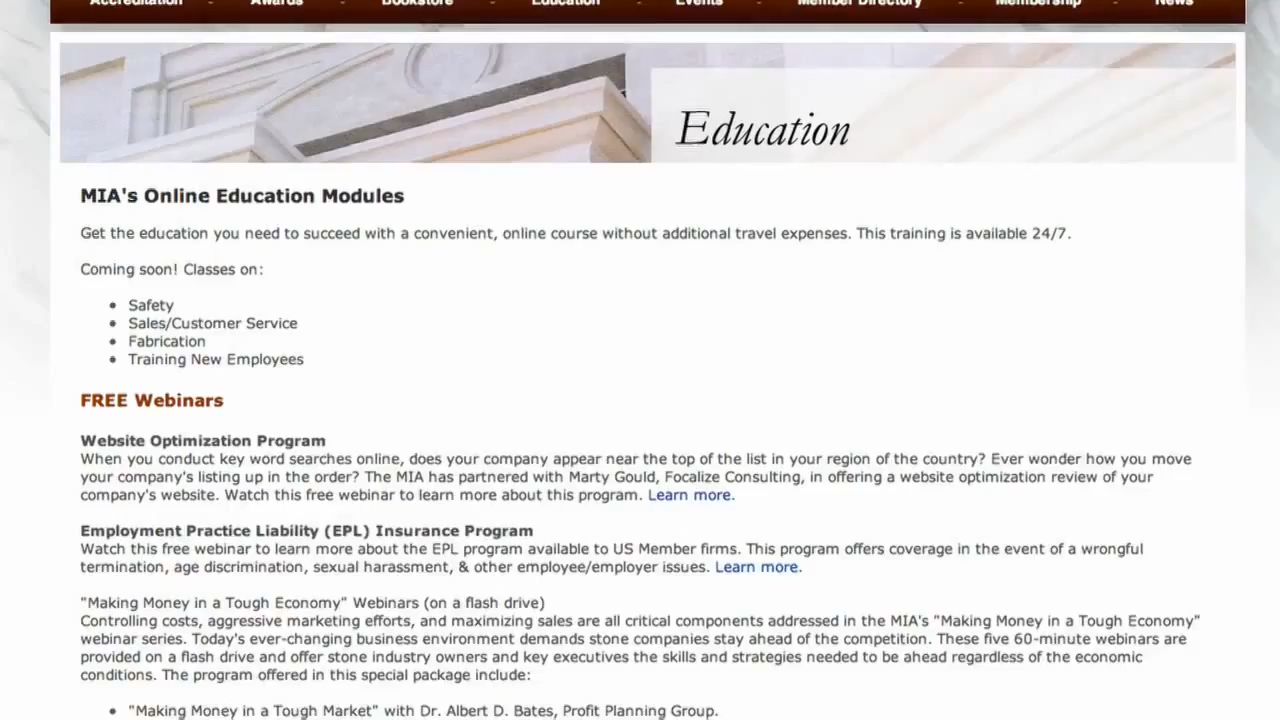 Accreditation - Awards - Bookstore - Education - Events - Member Directory - Membership - News
Education
MIA's Online Education Modules
Get the education you need to succeed with a convenient, online course without additional travel expenses. This training is available 24/7.
Coming soon! Classes on:
• Safety
• Sales/Customer Service
• Fabrication
• Training New Employees
FREE Webinars
Website Optimization Program
When you conduct key word searches online, does your company appear near the top of the list in your region of the country? Ever wonder how you move
your company's listing up in the order? The MIA has partnered with Marty Gould, Focalize Consulting, in offering a website optimization review of your
company's website. Watch this free webinar to learn more about this program. Learn more.
Employment Practice Liability (EPL) Insurance Program
Watch this free webinar to learn more about the EPL program available to US Member firms. This program offers coverage in the event of a wrongful
termination, age discrimination, sexual harassment, & other employee/employer issues. Learn more.
"Making Money in a Tough Economy" Webinars (on a flash drive)
Controlling costs, aggressive marketing efforts, and maximizing sales are all critical components addressed in the MIA's "Making Money in a Tough Economy"
webinar series. Today's ever-changing business environment demands stone companies stay ahead of the competition. These five 60-minute webinars are
provided on a flash drive and offer stone industry owners and key executives the skills and strategies needed to be ahead regardless of the economic
conditions. The program offered in this special package include:
• "Making Money in a Tough Market" with Dr. Albert D. Bates, Profit Planning Group.